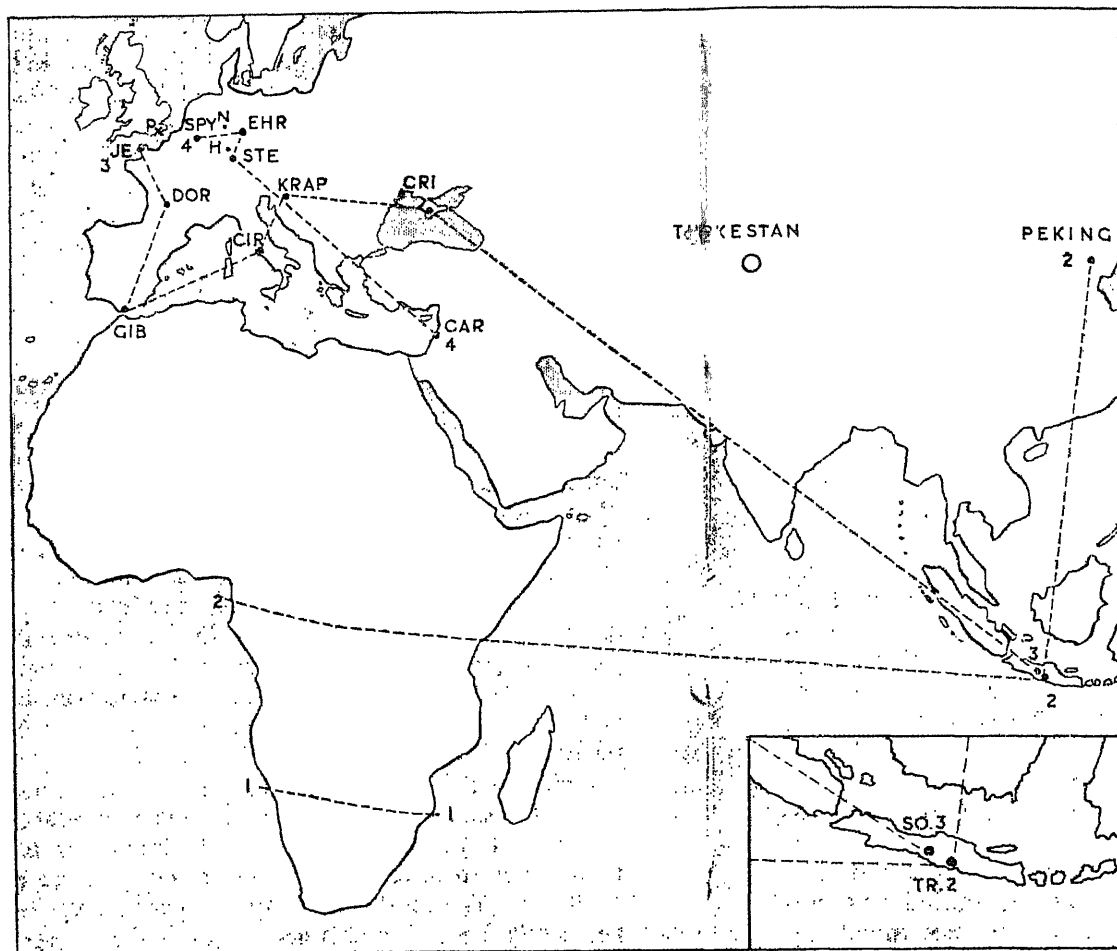 P
SPY
N
EHR
JE
4
H
STE
3
DOR
KRAP
CRI
TURKESTAN
PEKING
2
CIR
GIB
CAR
4
2
3
2
1
1
SO.3
TR.2